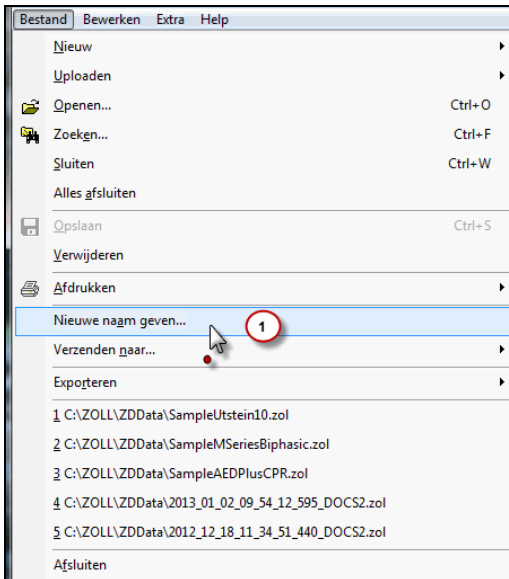 Bestand Bewerken Extra Help
Nieuw
Uploaden
Openen... Ctrl+O
Zoeken... Ctrl+F
Sluiten Ctrl+W
Alles afsluiten
Opslaan Ctrl+S
Verwijderen
Afdrukken
Nieuwe naam geven... 1
Verzenden naar...
Exporteren
1 C:\ZOLL\ZDData\SampleUtstein10.zol
2 C:\ZOLL\ZDData\SampleMSeriesBiphasic.zol
3 C:\ZOLL\ZDData\SampleAEDPlusCPR.zol
4 C:\ZOLL\ZDData\2013_01_02_09_54_12_595_DOCS2.zol
5 C:\ZOLL\ZDData\2012_12_18_11_34_51_440_DOCS2.zol
Afsluiten